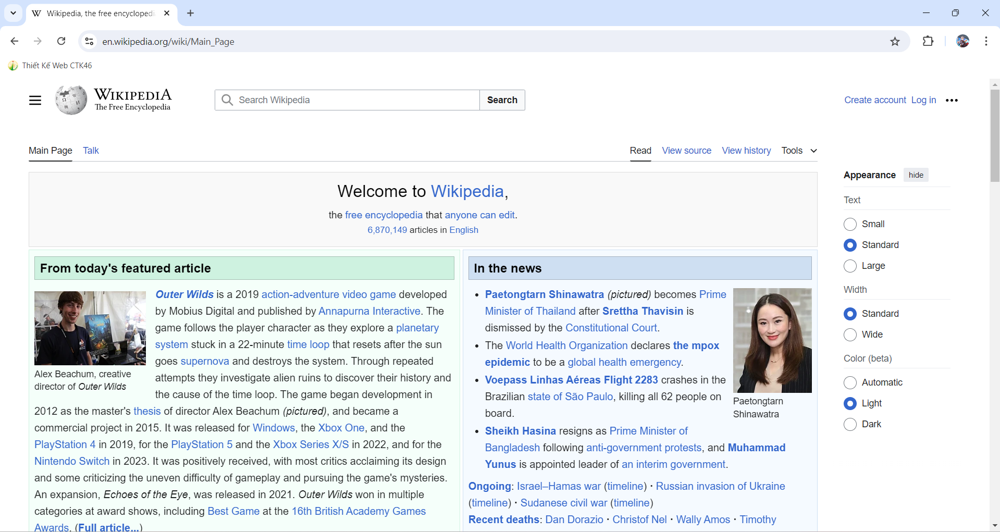 Wikipedia, the free encyclopedi
en.wikipedia.org/wiki/Main_Page
Thiết Kế Web CTK46
WIKIPEDIA
The Free Encyclopedia
Search Wikipedia
Search
Create account Log in
Main Page Talk
Read View source View history Tools
Welcome to Wikipedia,
the free encyclopedia that anyone can edit.
6,870,149 articles in English
From today's featured article
Alex Beachum, creative
director of Outer Wilds
Outer Wilds is a 2019 action-adventure video game developed
by Mobius Digital and published by Annapurna Interactive. The
game follows the player character as they explore a planetary
system stuck in a 22-minute time loop that resets after the sun
goes supernova and destroys the system. Through repeated
attempts they investigate alien ruins to discover their history and
the cause of the time loop. The game began development in
2012 as the master's thesis of director Alex Beachum (pictured), and became a
commercial project in 2015. It was released for Windows, the Xbox One, and the
PlayStation 4 in 2019, for the PlayStation 5 and the Xbox Series X/S in 2022, and for the
Nintendo Switch in 2023. It was positively received, with most critics acclaiming its design
and some criticizing the uneven difficulty of gameplay and pursuing the game's mysteries.
An expansion, Echoes of the Eye, was released in 2021. Outer Wilds won in multiple
categories at award shows, including Best Game at the 16th British Academy Games
Awards. (Full article...)
In the news
• Paetongtarn Shinawatra (pictured) becomes Prime
Minister of Thailand after Srettha Thavisin is
dismissed by the Constitutional Court.
• The World Health Organization declares the mpox
epidemic to be a global health emergency.
• Voepass Linhas Aéreas Flight 2283 crashes in the
Brazilian state of São Paulo, killing all 62 people on
board.
• Sheikh Hasina resigns as Prime Minister of
Bangladesh following anti-government protests, and Muhammad
Yunus is appointed leader of an interim government.
Paetongtarn
Shinawatra
Ongoing: Israel–Hamas war (timeline) · Russian invasion of Ukraine
(timeline) · Sudanese civil war (timeline)
Recent deaths: Dan Dorazio · Christof Nel · Wally Amos · Timothy
Appearance hide
Text
Small
Standard
Large
Width
Standard
Wide
Color (beta)
Automatic
Light
Dark